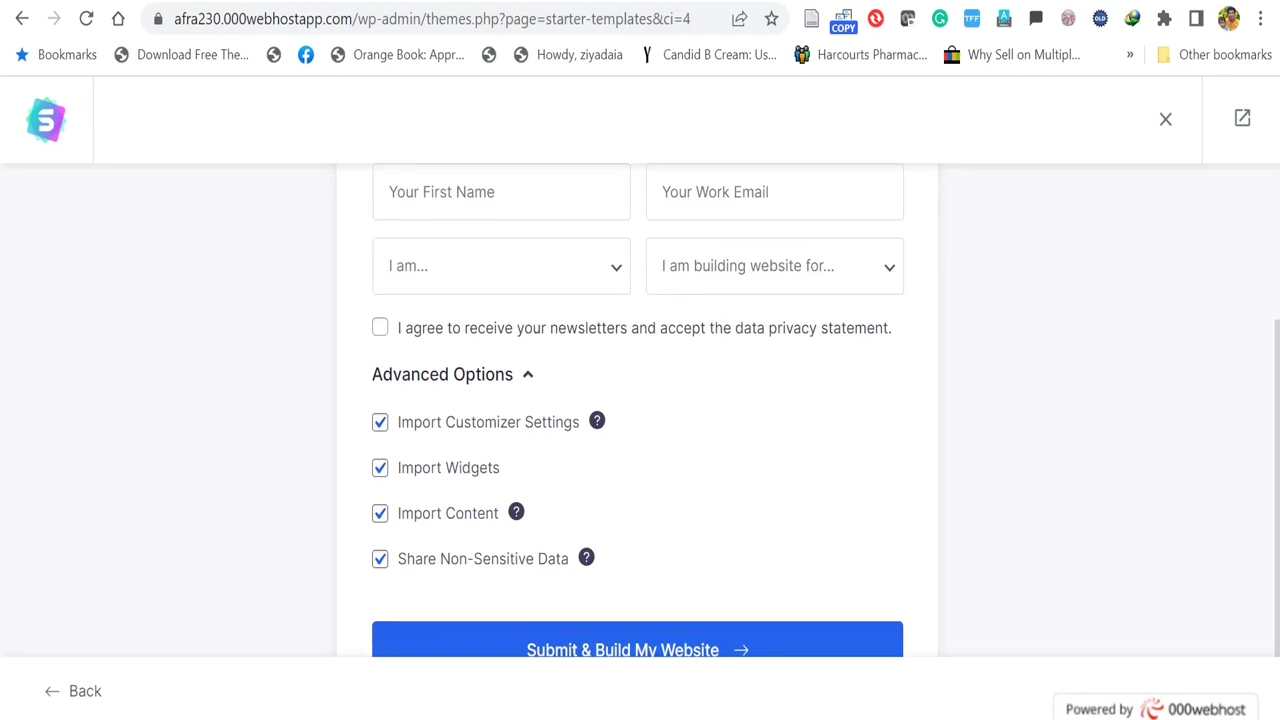 afra230.000webhostapp.com/wp-admin/themes.php?page=starter-templates&ci=4
COPY
TFF
OLD
Bookmarks
Download Free The...
Orange Book: Appr...
Howdy, ziyadaia
Candid B Cream: Us...
Harcourts Pharmac...
Why Sell on Multipl...
»
Other bookmarks
S
Your First Name
Your Work Email
I am...
I am building website for...
I agree to receive your newsletters and accept the data privacy statement.
Advanced Options
Import Customizer Settings ?
Import Widgets
Import Content ?
Share Non-Sensitive Data ?
Submit & Build My Website →
← Back
Powered by 000webhost